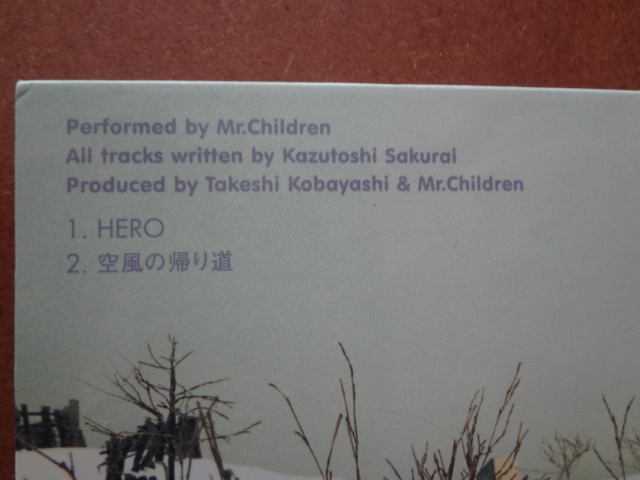 Performed by Mr.Children
All tracks written by Kazutoshi Sakurai
Produced by Takeshi Kobayashi & Mr.Children
1. HERO
2. 空風の帰り道